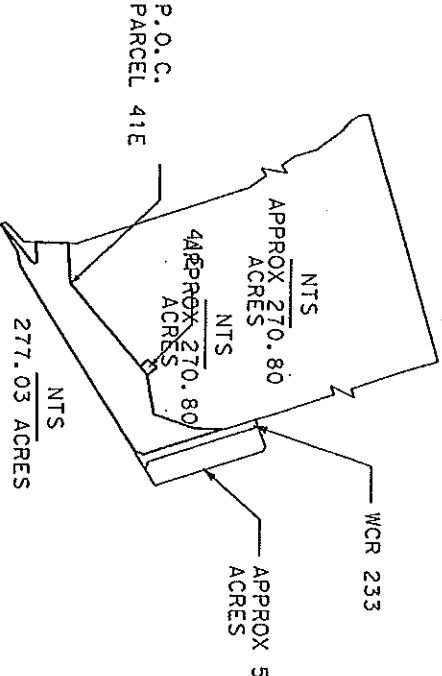 P.O.C.
PARCEL 41E
NTS
APPROX 270.80
ACRES
NTS
APPROX 270.80
ACRES
NTS
277.03 ACRES
WCR 233
APPROX 5
ACRES